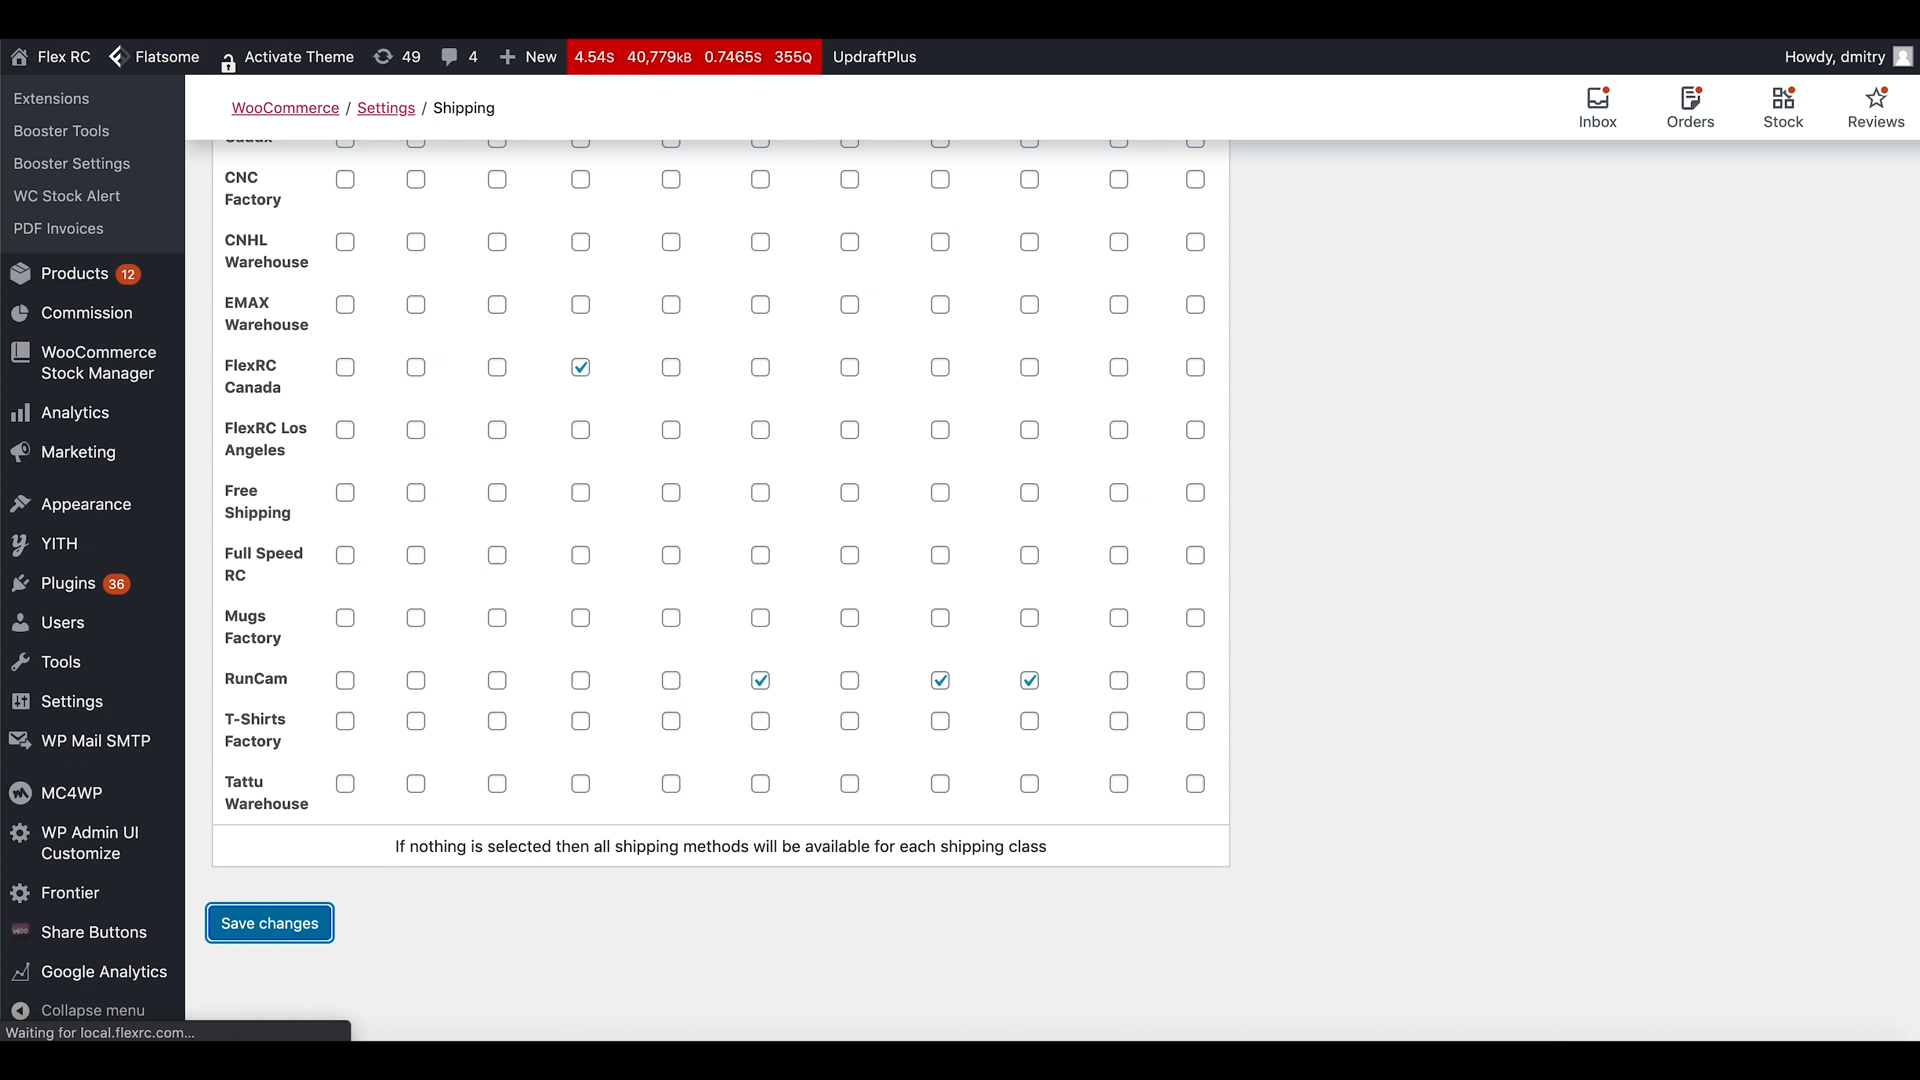 Flex RC
Flatsome
Activate Theme
49
4
New
4.54S 40,779KB 0.7465S 355Q
UpdraftPlus
Howdy, dmitry
Extensions
Booster Tools
Booster Settings
WC Stock Alert
PDF Invoices
Products 12
Commission
WooCommerce
Stock Manager
Analytics
Marketing
Appearance
YITH
Plugins 36
Users
Tools
Settings
WP Mail SMTP
MC4WP
WP Admin UI
Customize
Frontier
Share Buttons
Google Analytics
Collapse menu
Waiting for local.flexrc.com...
WooCommerce / Settings / Shipping
Inbox
Orders
Stock
Reviews
CNC
Factory
CNHL
Warehouse
EMAX
Warehouse
FlexRC
Canada
FlexRC Los
Angeles
Free
Shipping
Full Speed
RC
Mugs
Factory
RunCam
T-Shirts
Factory
Tattu
Warehouse
If nothing is selected then all shipping methods will be available for each shipping class
Save changes